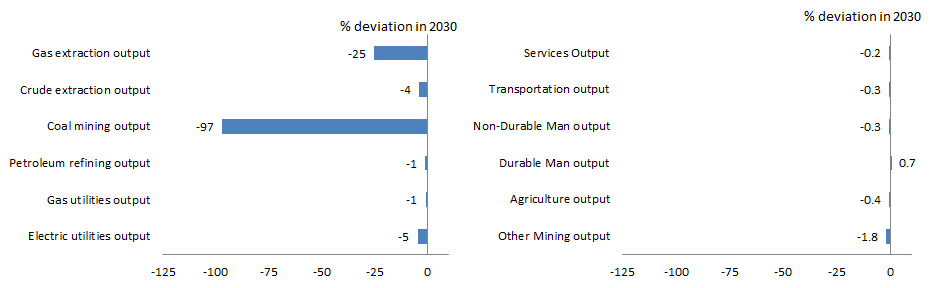 % deviation in 2030
Gas extraction output -25
Crude extraction output -4
Coal mining output -97
Petroleum refining output -1
Gas utilities output -1
Electric utilities output -5
-125 -100 -75 -50 -25 0
% deviation in 2030
Services Output -0.2
Transportation output -0.3
Non-Durable Man output -0.3
Durable Man output 0.7
Agriculture output -0.4
Other Mining output -1.8
-125 -100 -75 -50 -25 0